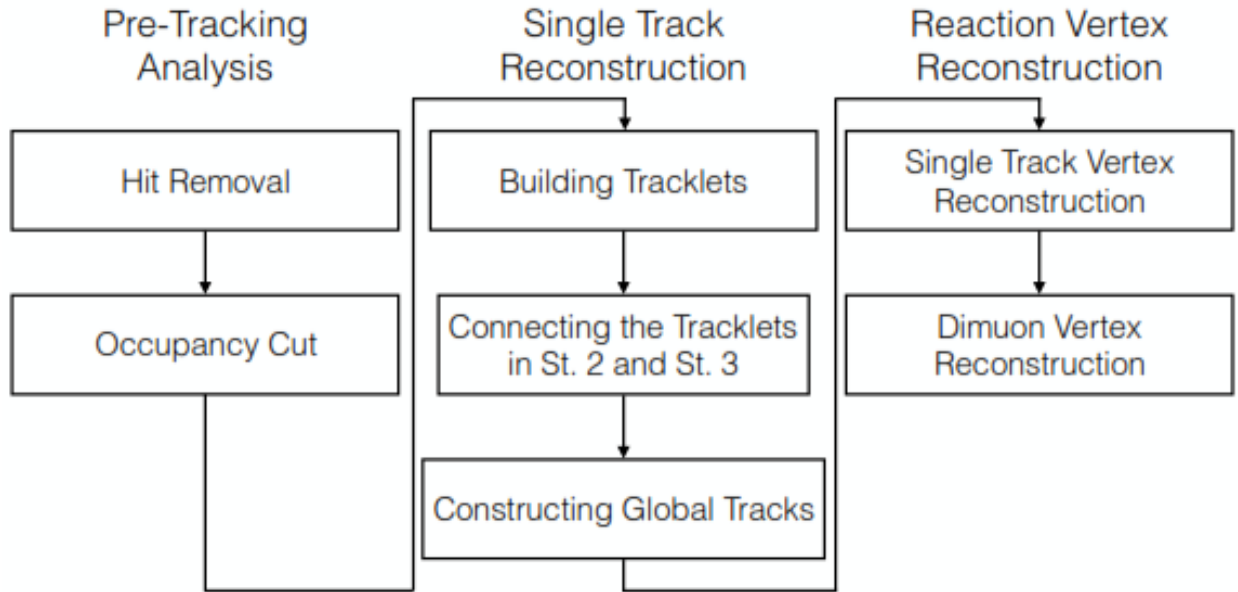 Pre-Tracking
Analysis
Hit Removal
Occupancy Cut
Single Track
Reconstruction
Building Tracklets
Connecting the Tracklets
in St. 2 and St. 3
Constructing Global Tracks
Reaction Vertex
Reconstruction
Single Track Vertex
Reconstruction
Dimuon Vertex
Reconstruction